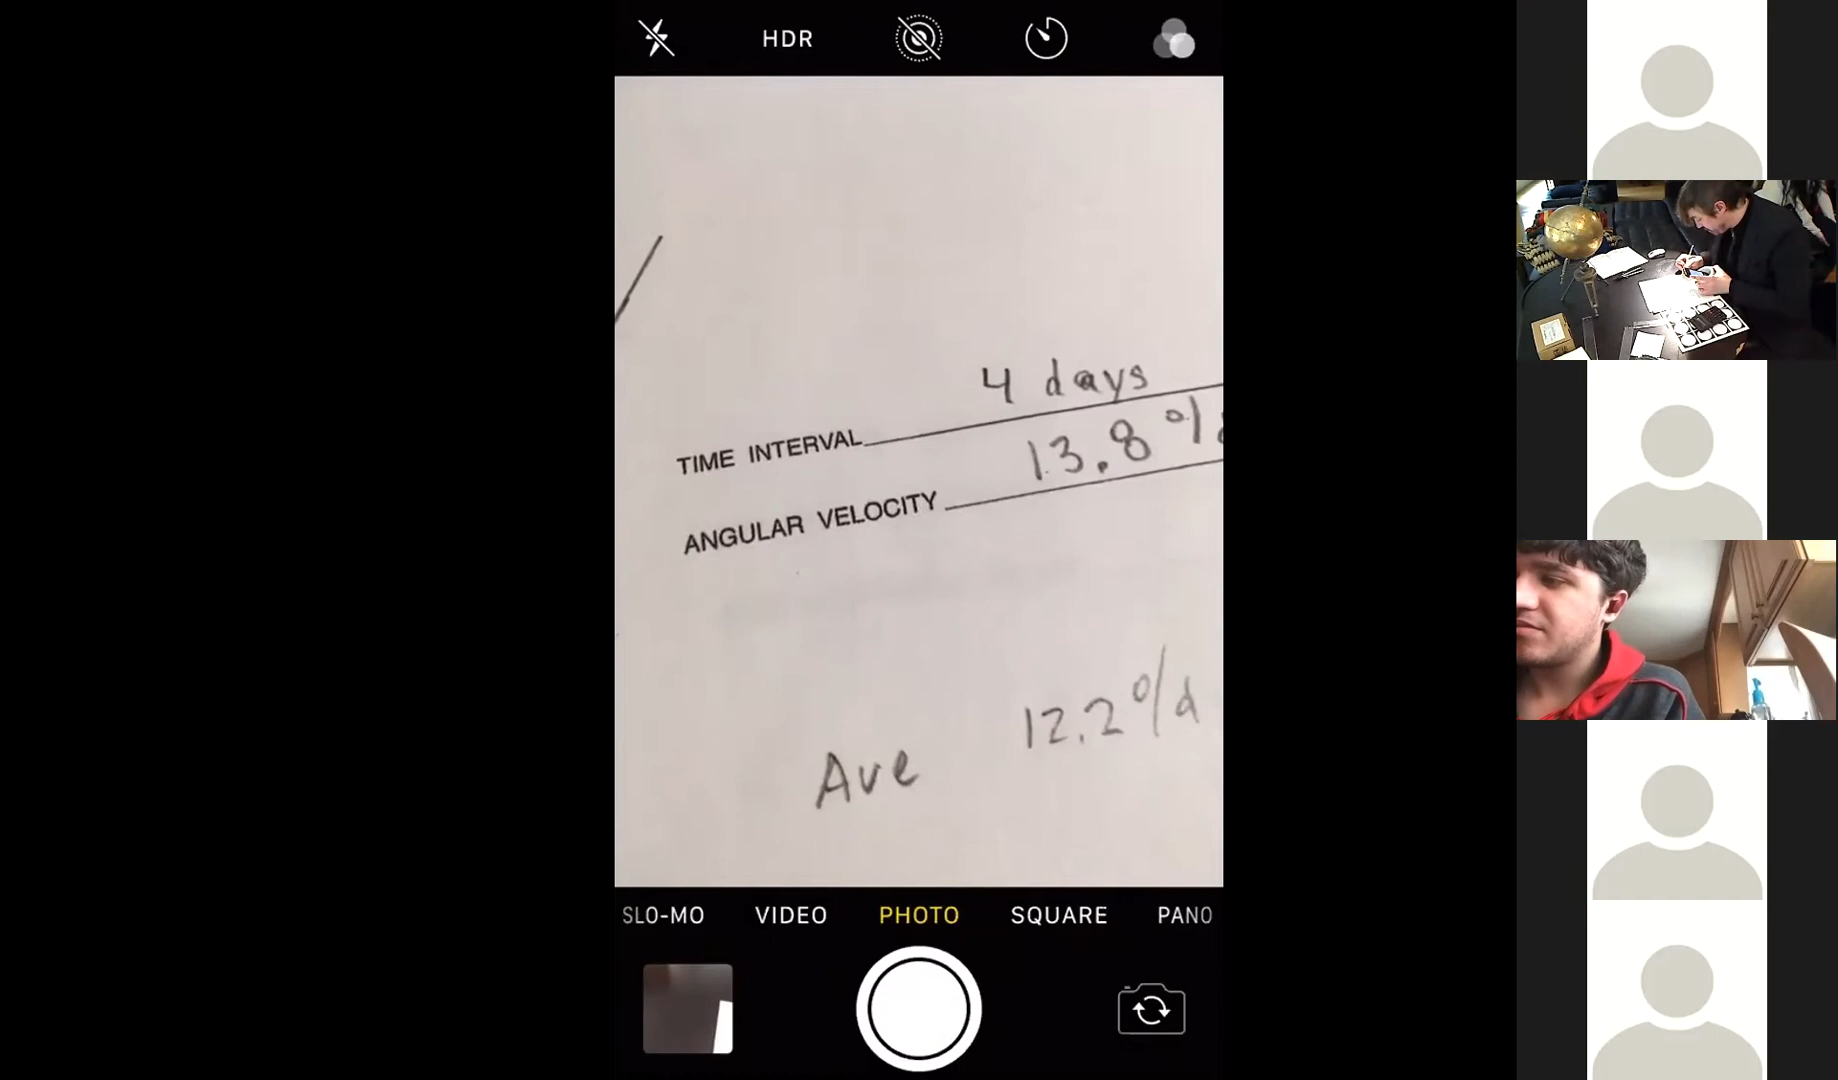 HDR
4 days
TIME INTERVAL
13.8 °/
ANGULAR VELOCITY
12.2 °/d
Ave
SLO-MO VIDEO PHOTO SQUARE PANO